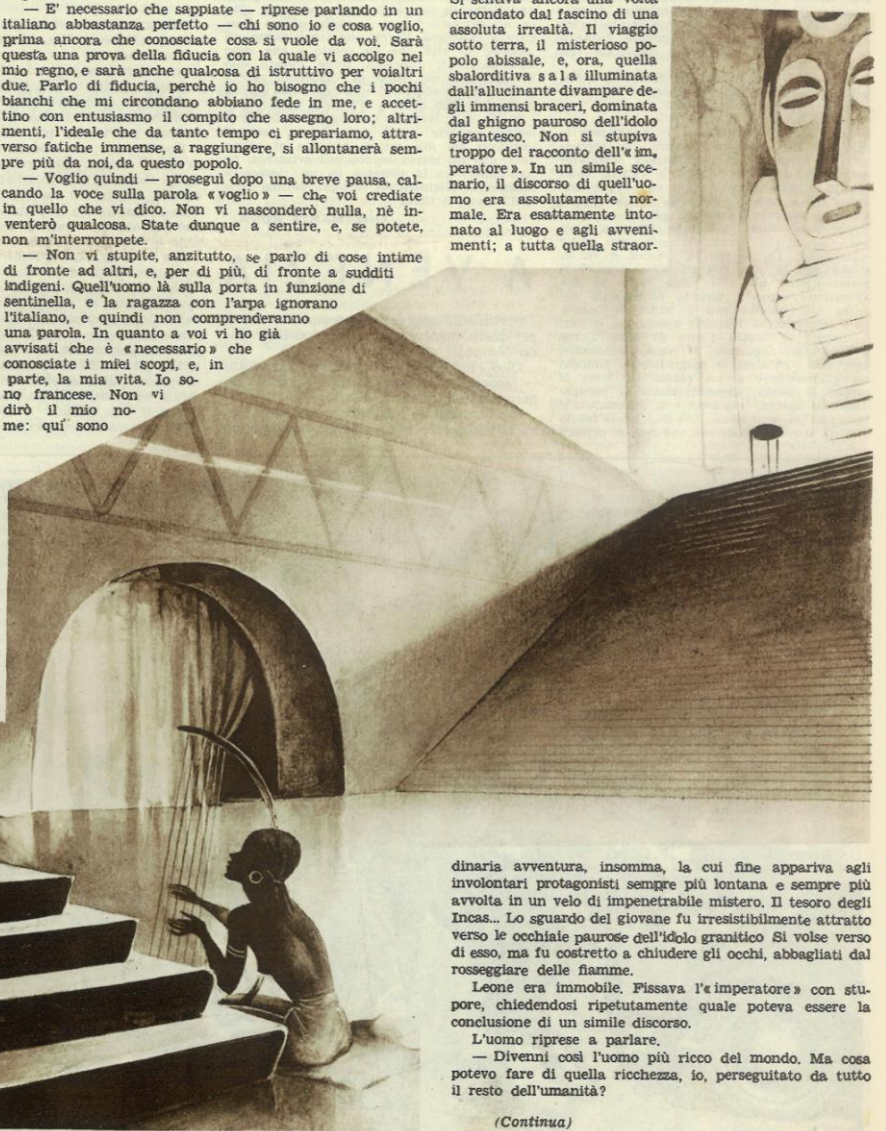 — E' necessario che sappiate — riprese parlando in un
italiano abbastanza perfetto — chi sono io e cosa voglio,
prima ancora che conosciate cosa si vuole da voi. Sarà
questa una prova della fiducia con la quale vi accolgo nel
mio regno, e sarà anche qualcosa di istruttivo per voialtri
due. Parlo di fiducia, perchè io ho bisogno che i pochi
bianchi che mi circondano abbiano fede in me, e accet-
tino con entusiasmo il compito che assegno loro; altri-
menti, l'ideale che da tanto tempo ci prepariamo, attra-
verso fatiche immense, a raggiungere, si allontanerà sem-
pre più da noi, da questo popolo.
— Voglio quindi — proseguì dopo una breve pausa, cal-
cando la voce sulla parola « voglio » — che voi crediate
in quello che vi dico. Non vi nasconderò nulla, nè in-
venterò qualcosa. State dunque a sentire, e, se potete,
non m'interrompete.
— Non vi stupite, anzitutto, se parlo di cose intime
di fronte ad altri, e, per di più, di fronte a sudditi
indigeni. Quell'uomo là sulla porta in funzione di
sentinella, e la ragazza con l'arpa ignorano
l'italiano, e quindi non comprenderanno
una parola. In quanto a voi vi ho già
avvisati che è « necessario » che
conosciate i miei scopi, e, in
parte, la mia vita. Io so-
no francese. Non vi
dirò il mio no-
me: qui sono
Si sentiva ancora una volta
circondato dal fascino di una
assoluta irrealtà. Il viaggio
sotto terra, il misterioso po-
polo abissale, e, ora, quella
sbalorditiva sala illuminata
dall'allucinante divampare de-
gli immensi braceri, dominata
dal ghigno pauroso dell'idolo
gigantesco. Non si stupiva
troppo del racconto dell'« im-
peratore ». In un simile sce-
nario, il discorso di quell'uo-
mo era assolutamente nor-
male. Era esattamente into-
nato al luogo e agli avveni-
menti; a tutta quella straor-
dinaria avventura, insomma, la cui fine appariva agli
involontari protagonisti sempre più lontana e sempre più
avvolta in un velo di impenetrabile mistero. Il tesoro degli
Incas... Lo sguardo del giovane fu irresistibilmente attratto
verso le occhiaie paurose dell'idolo granitico Si volse verso
di esso, ma fu costretto a chiudere gli occhi, abbagliati dal
rosseggiare delle fiamme.
Leone era immobile. Fissava l'« imperatore » con stu-
pore, chiedendosi ripetutamente quale poteva essere la
conclusione di un simile discorso.
L'uomo riprese a parlare.
— Divenni così l'uomo più ricco del mondo. Ma cosa
potevo fare di quella ricchezza, io, perseguitato da tutto
il resto dell'umanità?
(Continua)